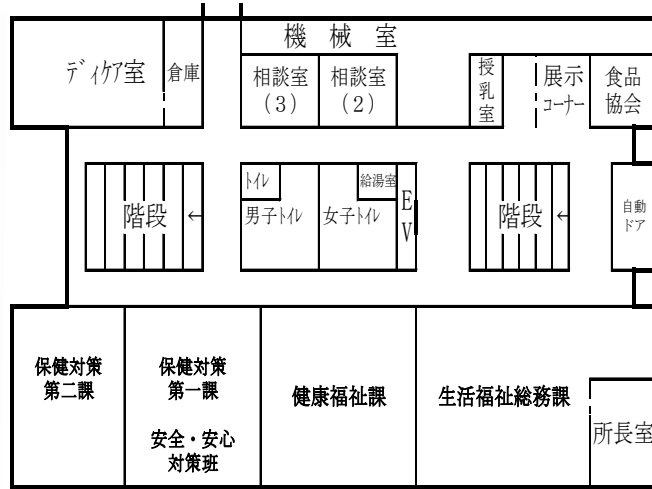 機 械 室
ディケア室
倉庫
相談室
(3)
相談室
(2)
授
乳
室
展示
コーナー
食品
協会
階段
←
トイレ
男子トイレ
給湯室
女子トイレ
E
V
階段
←
自動
ドア
保健対策
第二課
保健対策
第一課
安全・安心
対策班
健康福祉課
生活福祉総務課
所長室